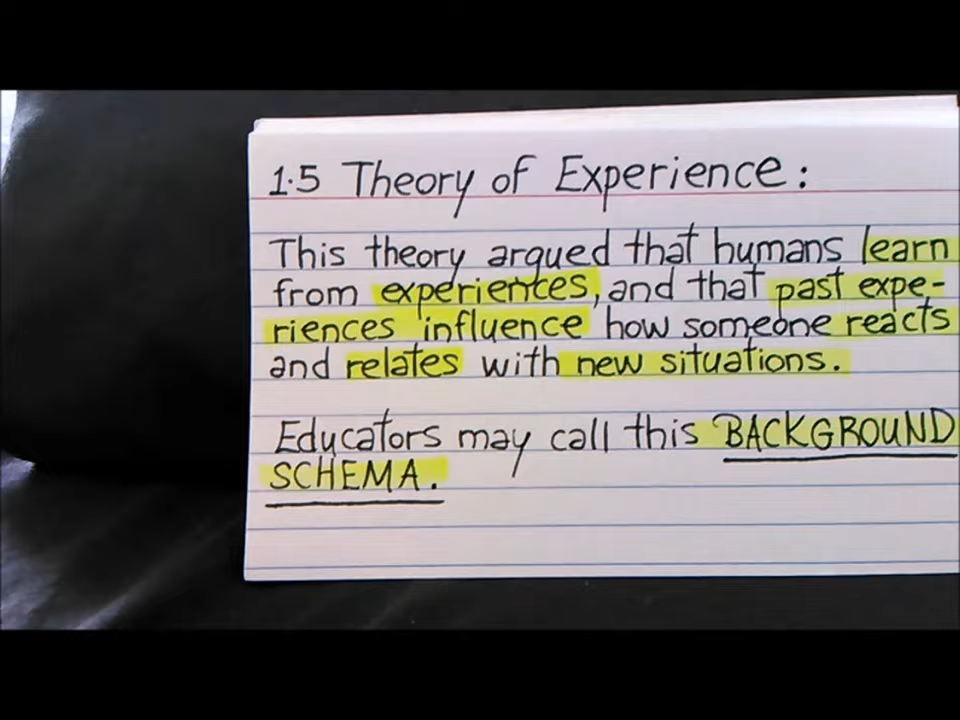 1.5 Theory of Experience:
This theory argued that humans learn
from experiences, and that past expe-
riences influence how someone reacts
and relates with new situations.
Educators may call this BACKGROUND
SCHEMA.